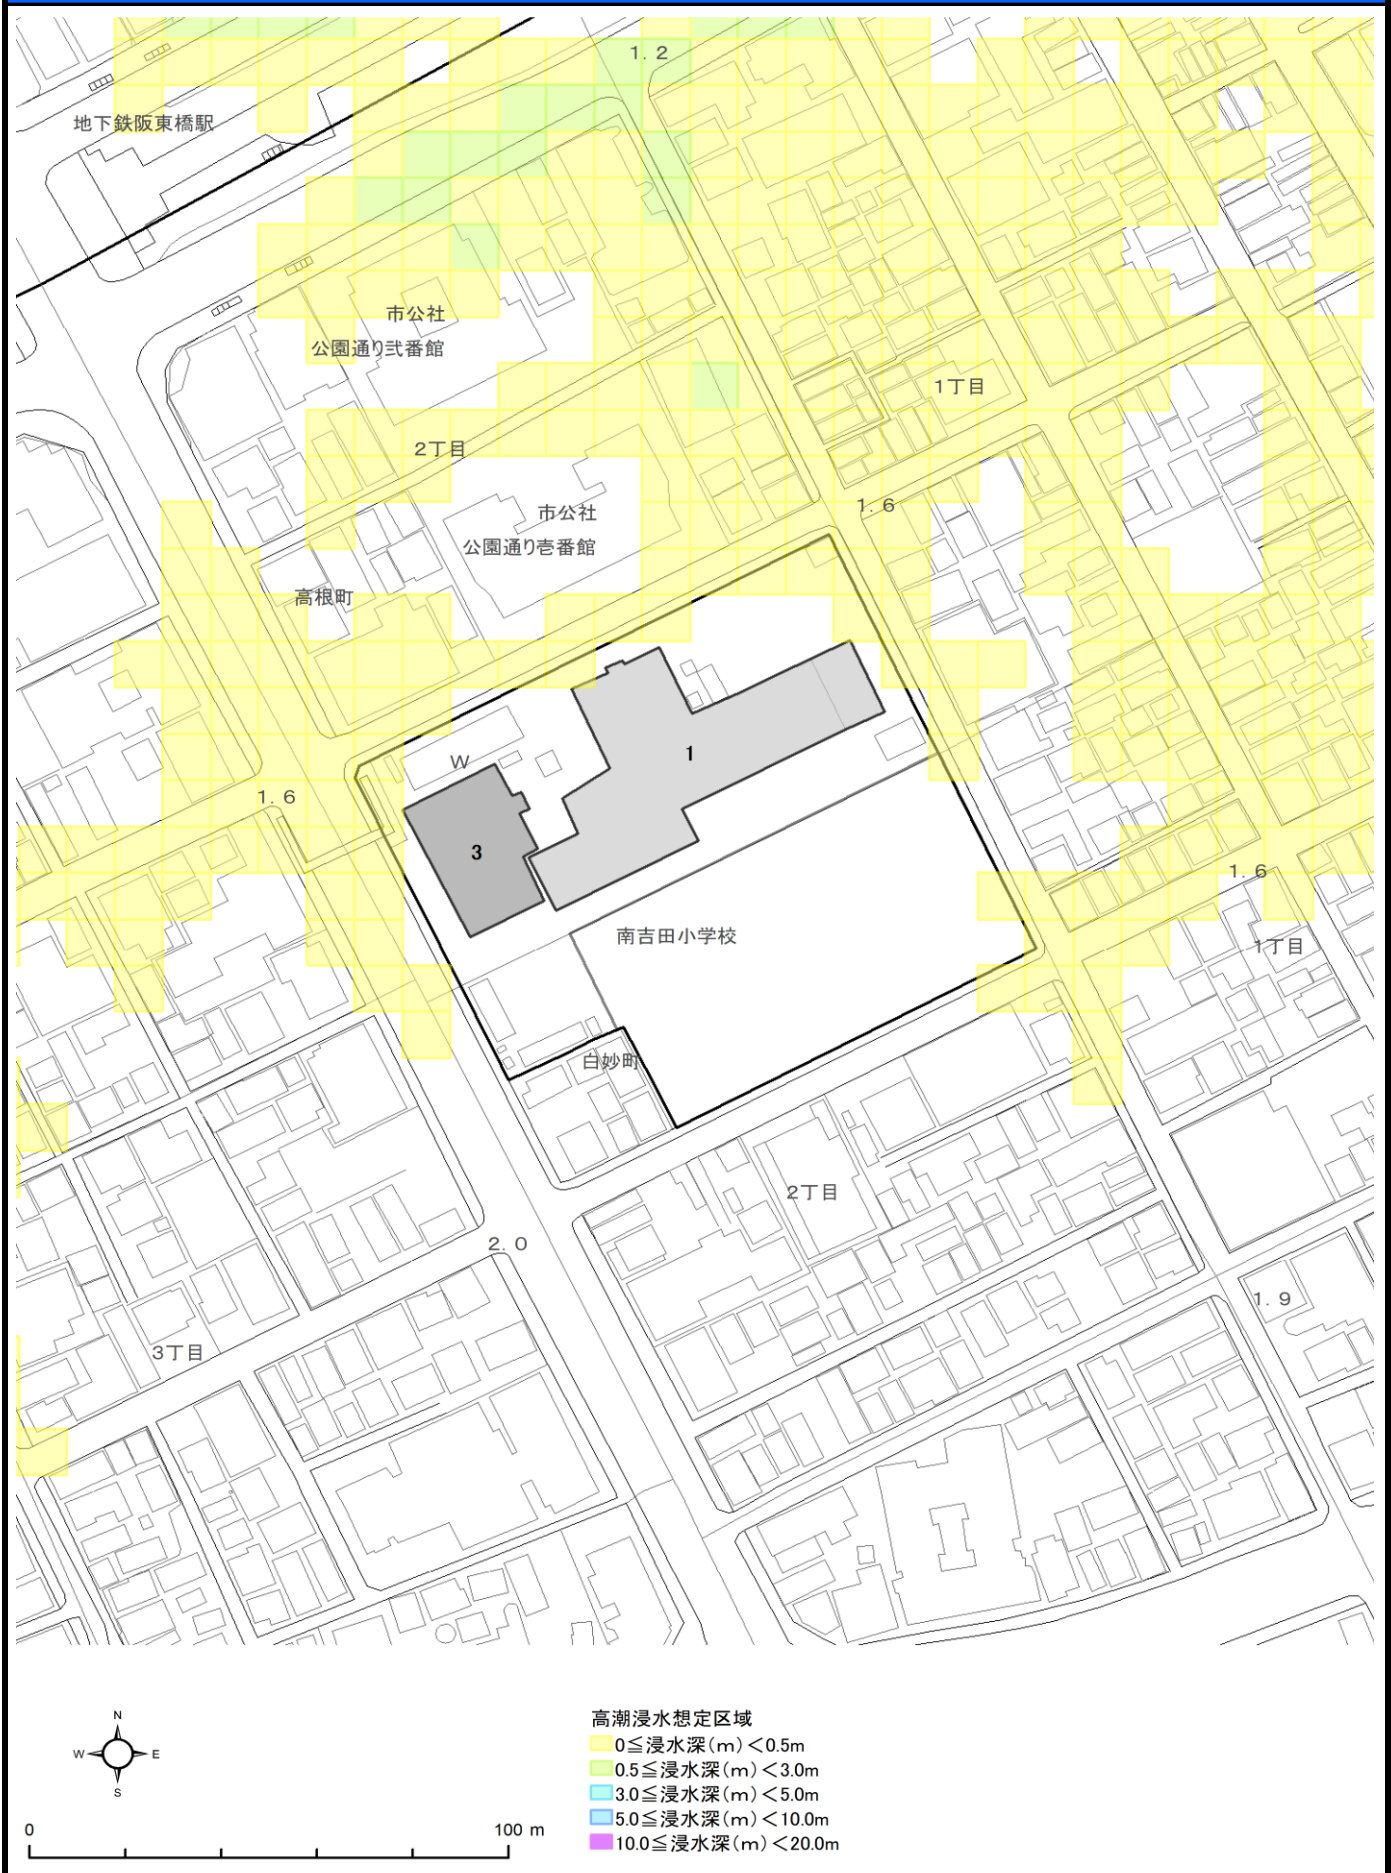 1.2
地下鉄阪東橋駅
市公社
公園通り弐番館
1丁目
2丁目
1.6
市公社
公園通り壱番館
高根町
1
W
1.6
3
1.6
南吉田小学校
1丁目
白妙町
2丁目
2.0
1.9
3丁目
高潮浸水想定区域
0≦浸水深(m)<0.5m
0.5≦浸水深(m)<3.0m
3.0≦浸水深(m)<5.0m
5.0≦浸水深(m)<10.0m
10.0≦浸水深(m)<20.0m
N
W E
S
0 100 m